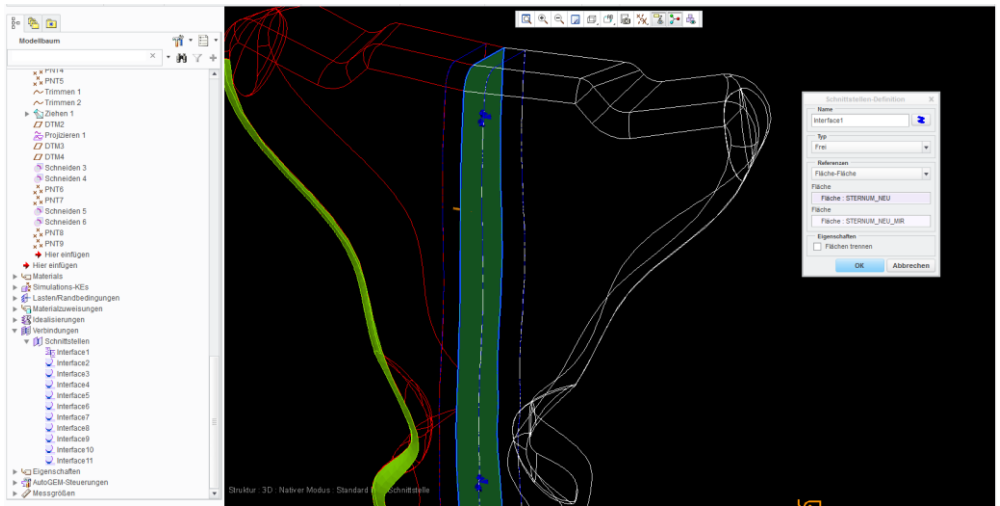 Modellbaum
PNT4
PNT5
Trimmen 1
Trimmen 2
Ziehen 1
DTM2
Projizieren 1
DTM3
DTM4
Schneiden 3
Schneiden 4
PNT6
PNT7
Schneiden 5
Schneiden 6
PNT8
PNT9
Hier einfügen
Hier einfügen
Materials
Simulations-KEs
Lasten/Randbedingungen
Materialzuweisungen
Idealisierungen
Verbindungen
Schnittstellen
Interface1
Interface2
Interface3
Interface4
Interface5
Interface6
Interface7
Interface8
Interface9
Interface10
Interface11
Eigenschaften
AutoGEM-Steuerungen
Messgrößen
Struktur : 3D : Nativer Modus : Standard
schnittstelle
Schnittstellen-Definition
Name
Interface1
Typ
Frei
Referenzen
Fläche-Fläche
Fläche
Fläche : STERNUM_NEU
Fläche
Fläche : STERNUM_NEU_MIR
Eigenschaften
Flächen trennen
OK
Abbrechen